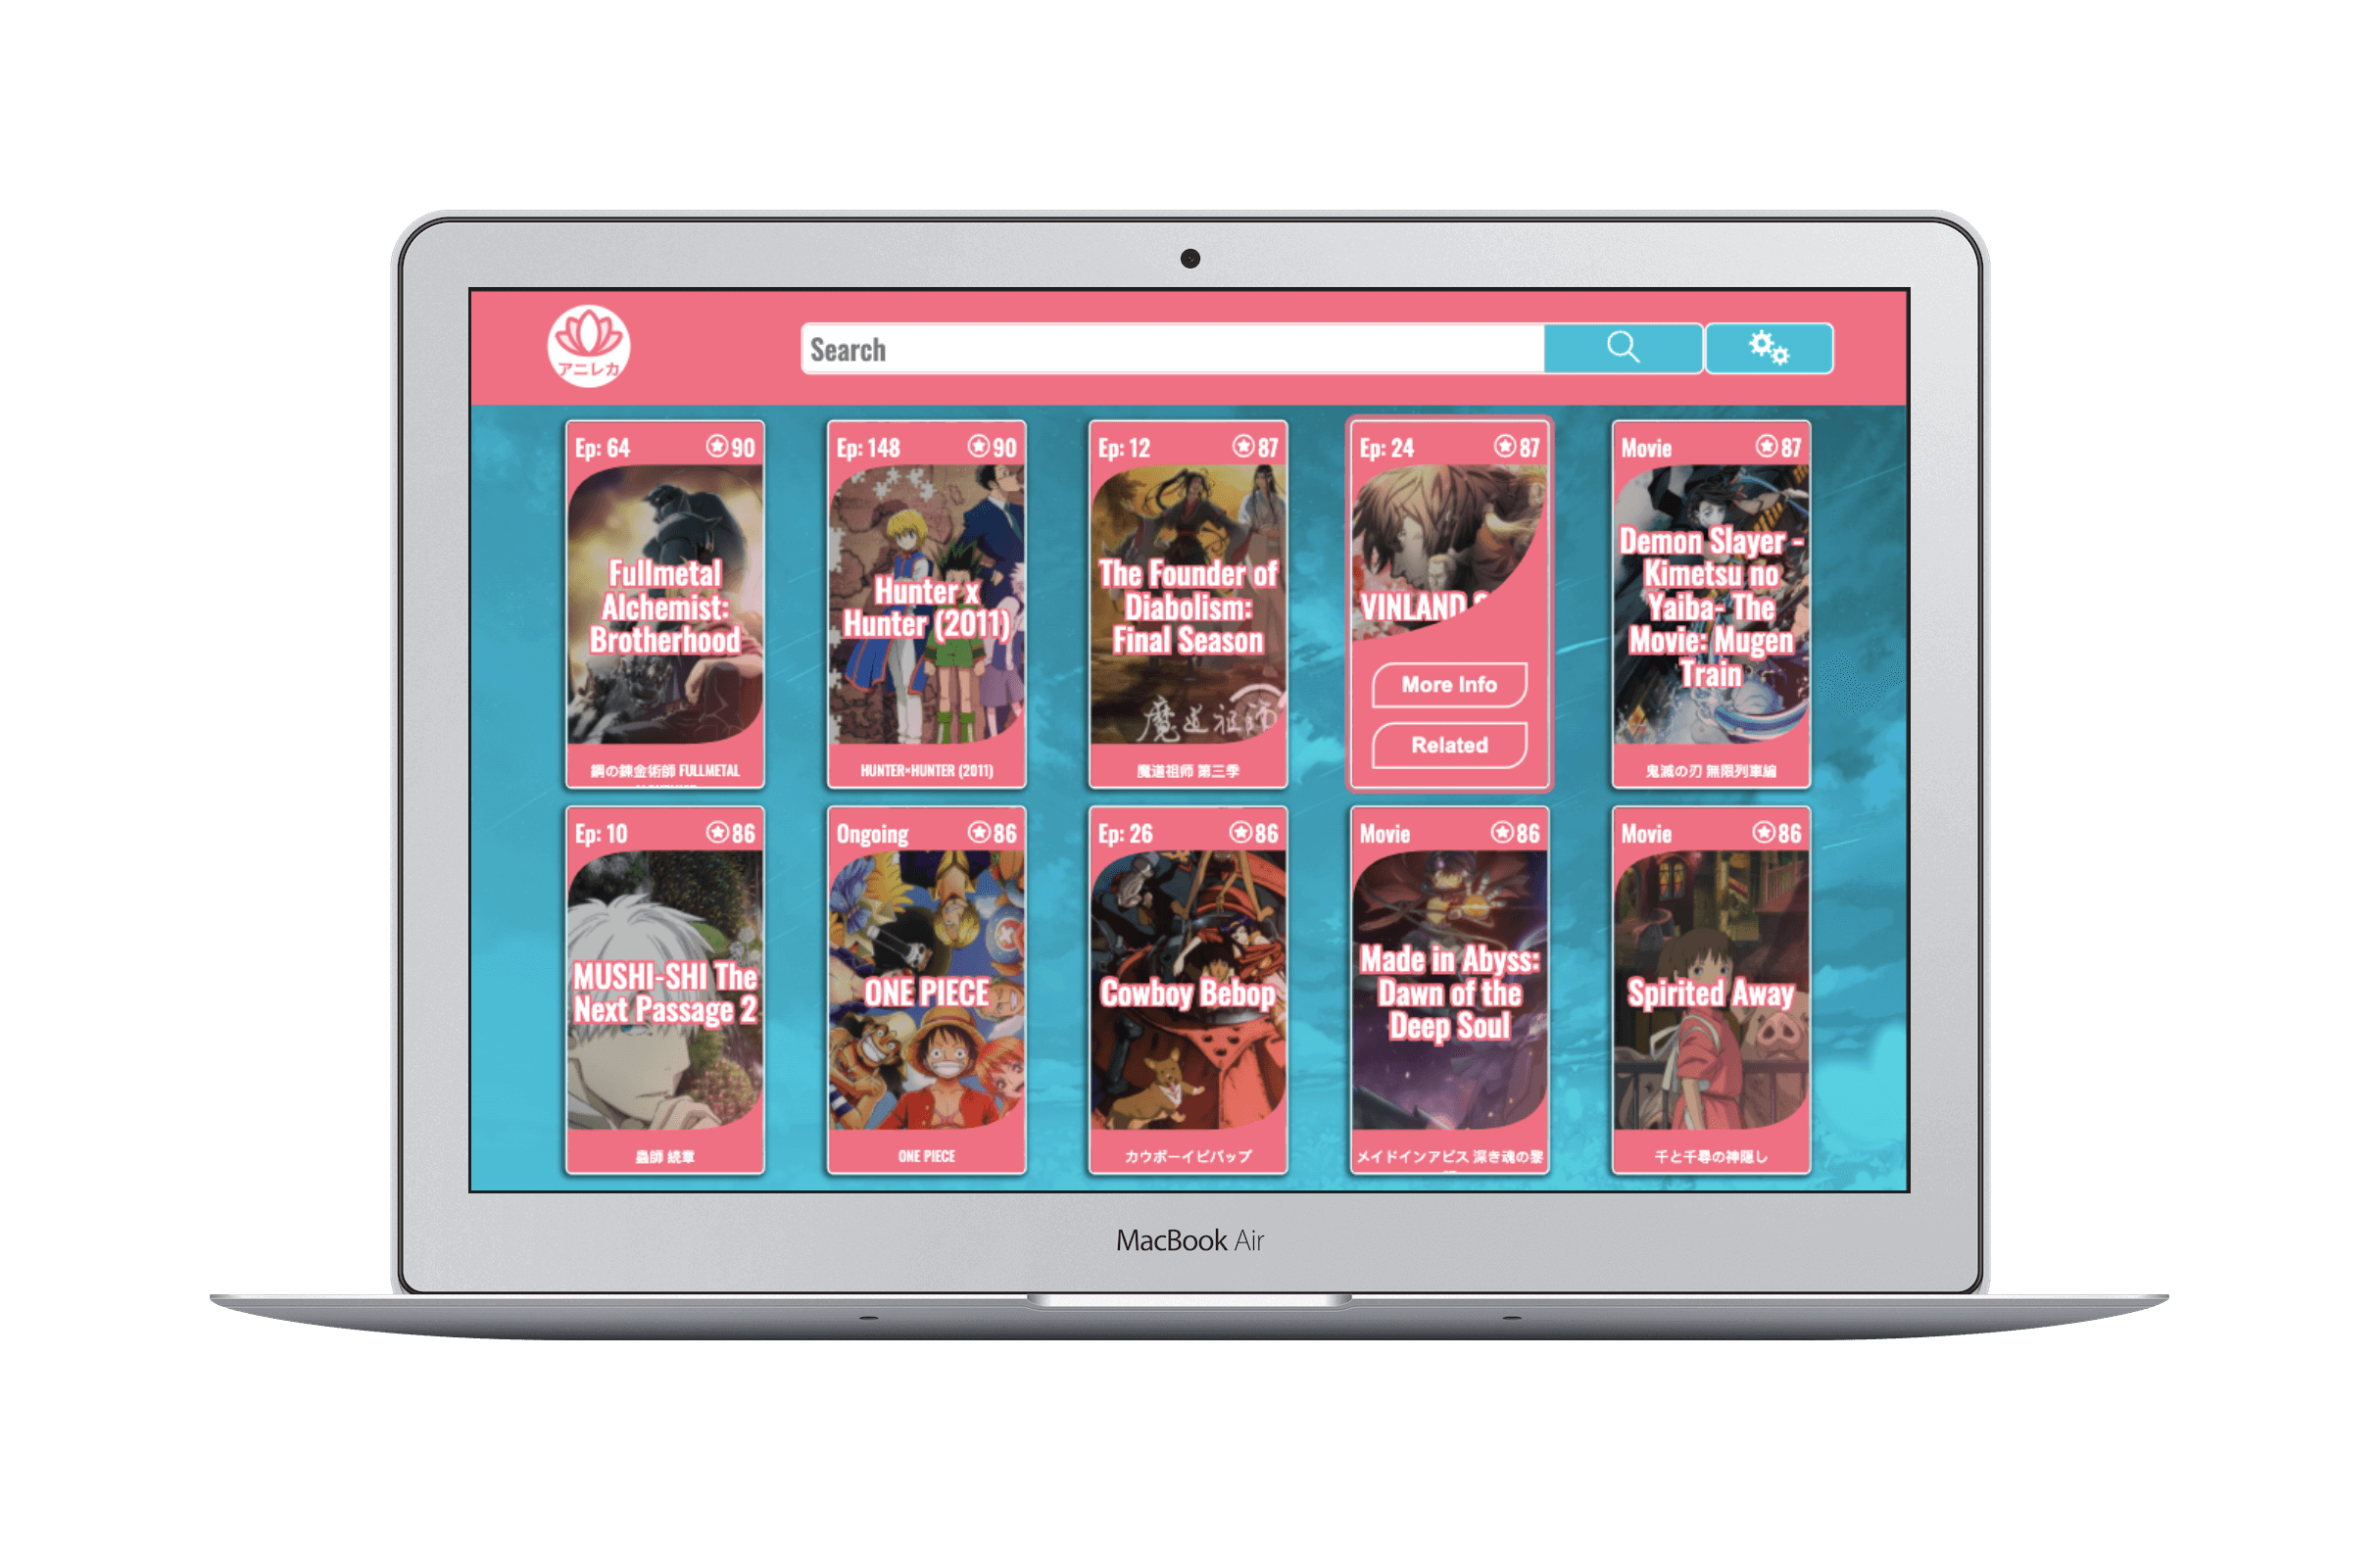 アニレカ
Search
Ep: 64
90
Fullmetal
Alchemist:
Brotherhood
鋼の錬金術師 FULLMETAL
Ep: 148
90
Hunter x
Hunter (2011)
HUNTER×HUNTER (2011)
Ep: 12
87
The Founder of
Diabolism:
Final Season
魔道祖师
魔道祖师 第三季
Ep: 24
87
VINLAND
More Info
Related
Movie
87
Demon Slayer -
Kimetsu no
Yaiba- The
Movie: Mugen
Train
鬼滅の刃 無限列車編
Ep: 10
86
MUSHI-SHI The
Next Passage 2
蟲師 続章
Ongoing
86
ONE PIECE
ONE PIECE
Ep: 26
86
Cowboy Bebop
カウボーイビバップ
Movie
86
Made in Abyss:
Dawn of the
Deep Soul
メイドインアビス 深き魂の黎
Movie
86
Spirited Away
千と千尋の神隠し
MacBook Air